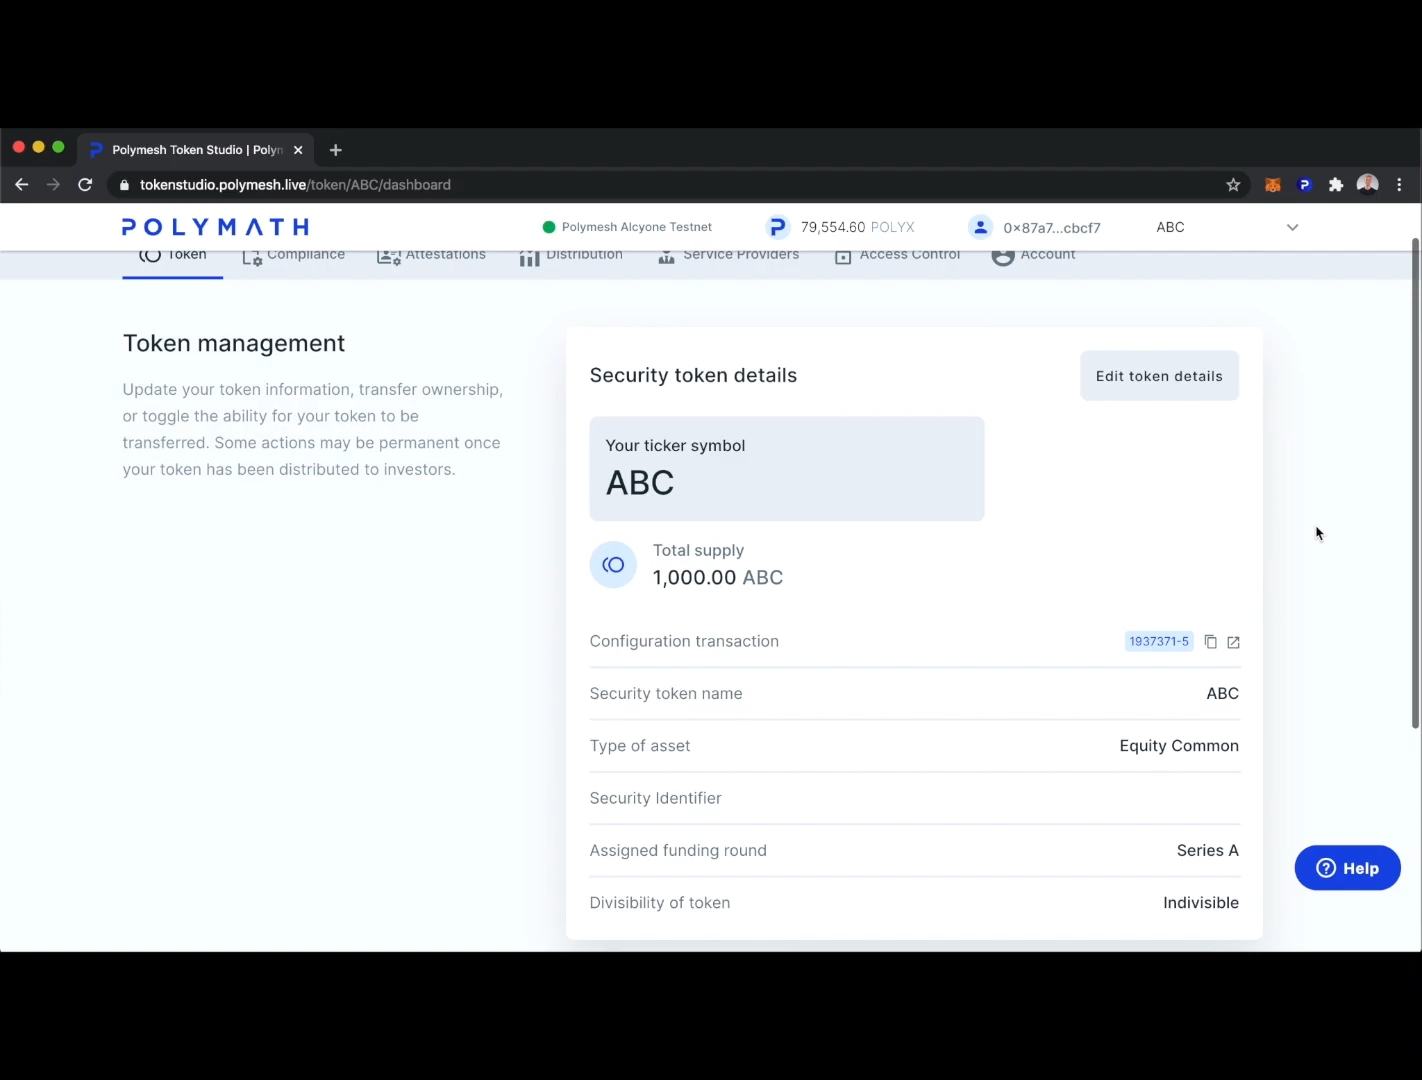 Polymesh Token Studio | Polyn
tokenstudio.polymesh.live/token/ABC/dashboard
POLYMATH
Polymesh Alcyone Testnet
79,554.60 POLYX
0×87a7...cbcf7
ABC
Token
Compliance
Attestations
Distribution
Service Providers
Access Control
Account
Token management
Update your token information, transfer ownership,
or toggle the ability for your token to be
transferred. Some actions may be permanent once
your token has been distributed to investors.
Security token details
Edit token details
Your ticker symbol
ABC
Total supply
1,000.00 ABC
Configuration transaction
1937371-5
Security token name
ABC
Type of asset
Equity Common
Security Identifier
Assigned funding round
Series A
Divisibility of token
Indivisible
Help